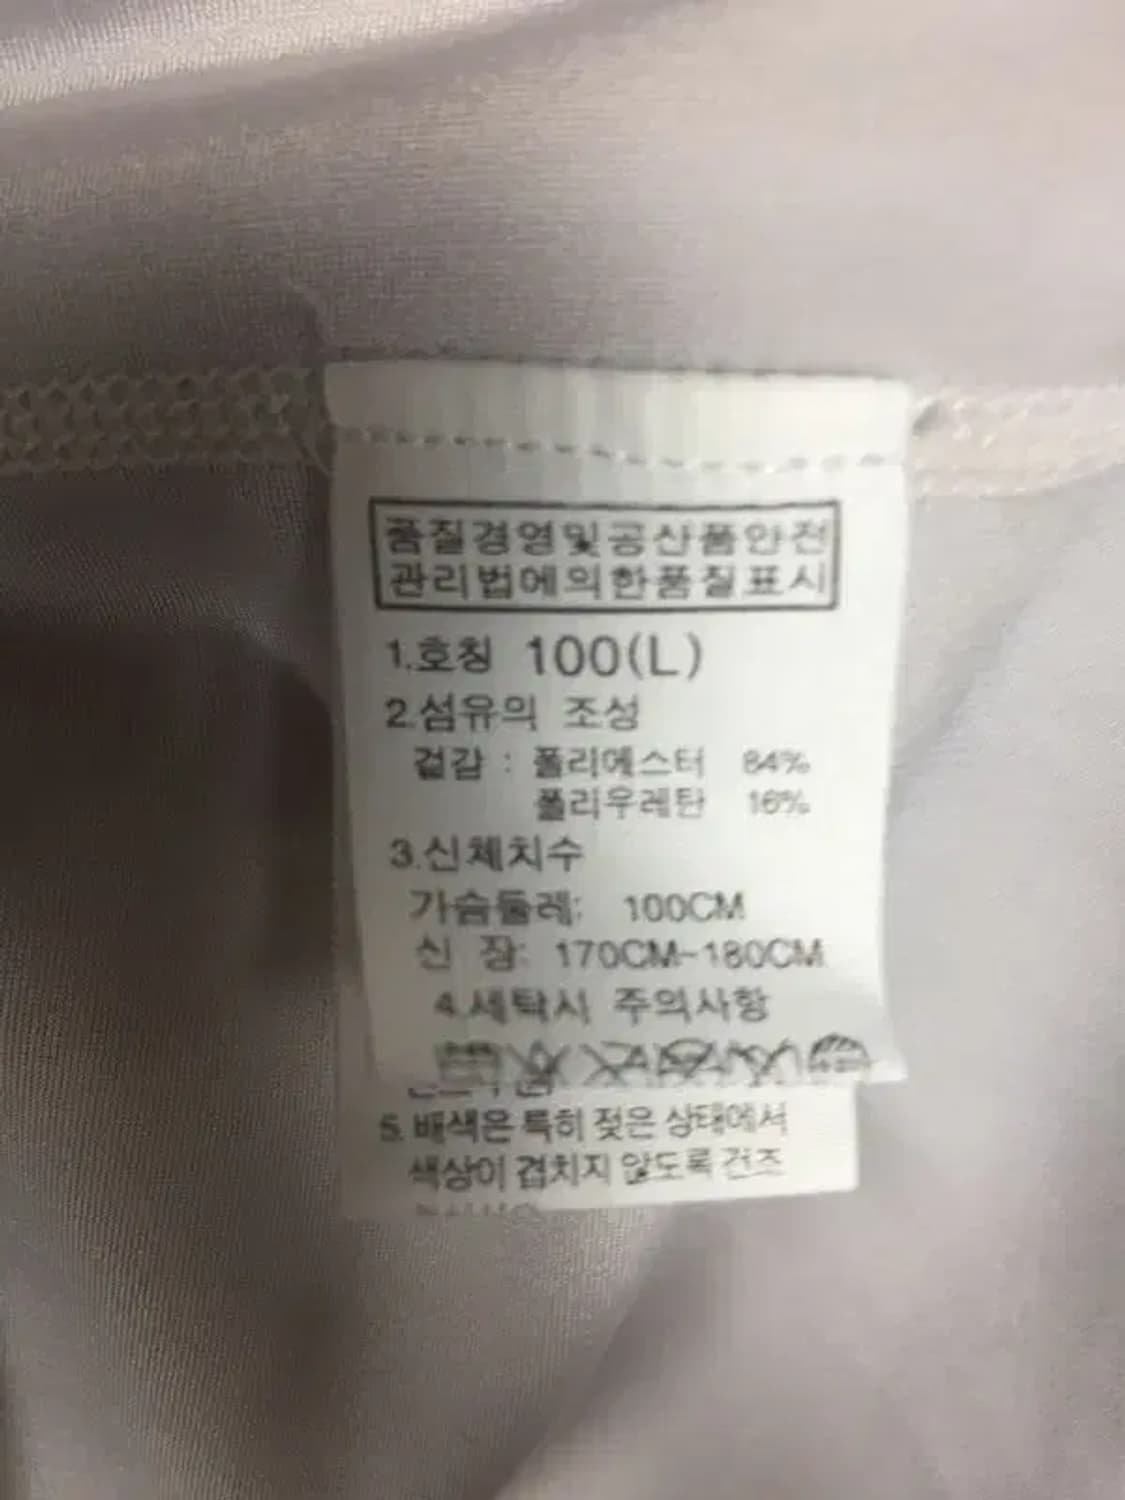 품질경영및공산품안전
관리법에의한품질표시
1.호칭 100(L)
2.섬유의 조성
겉감 : 폴리에스터 84%
폴리우레탄 16%
3.신체치수
가슴둘레: 100CM
신 장: 170CM-180CM
4.세탁시 주의사항
5. 배색은 특히 젖은 상태에서
색상이 겹치지 않도록 건조